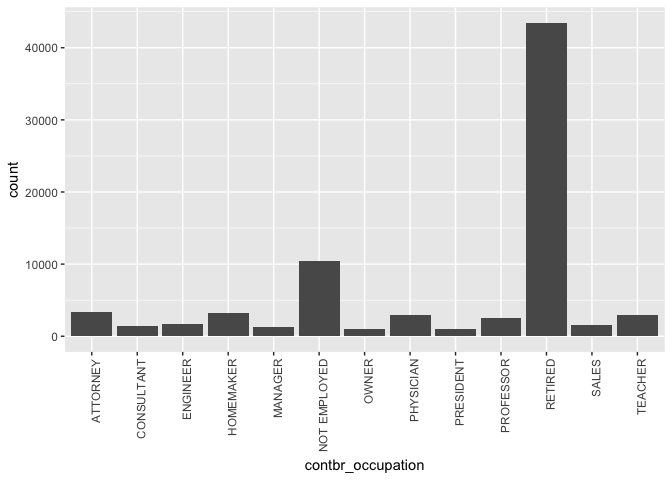 count
40000
30000
20000
10000
0
ATTORNEY
CONSULTANT
ENGINEER
HOMEMAKER
MANAGER
NOT EMPLOYED
OWNER
PHYSICIAN
PRESIDENT
PROFESSOR
RETIRED
SALES
TEACHER
contbr_occupation